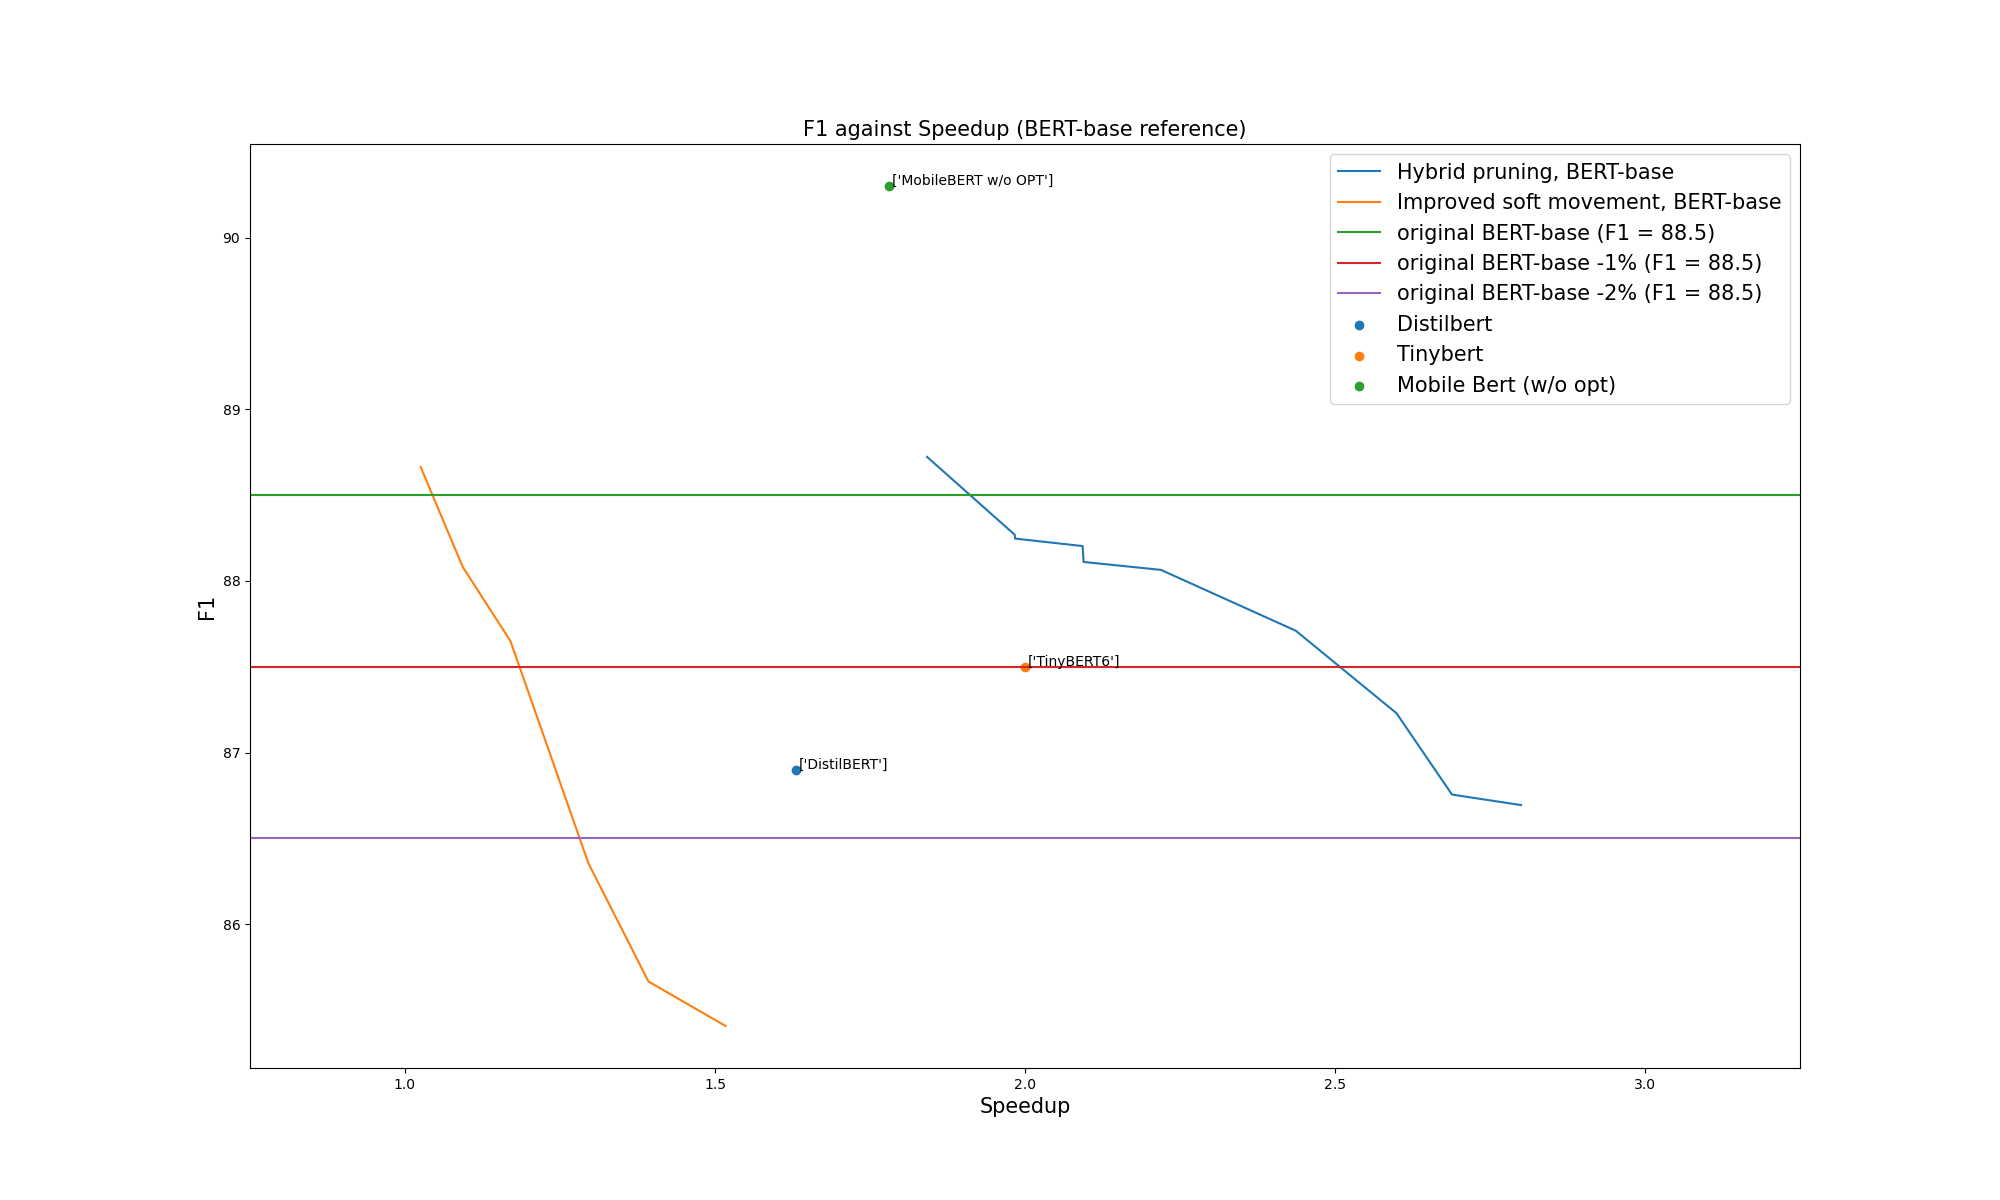 F1 against Speedup (BERT-base reference)
['MobileBERT w/o OPT']
Hybrid pruning, BERT-base
Improved soft movement, BERT-base
original BERT-base (F1 = 88.5)
original BERT-base -1% (F1 = 88.5)
original BERT-base -2% (F1 = 88.5)
Distilbert
Tinybert
Mobile Bert (w/o opt)
90
89
88
87
86
F1
['TinyBERT6']
['DistilBERT']
1.0 1.5 2.0 2.5 3.0
Speedup